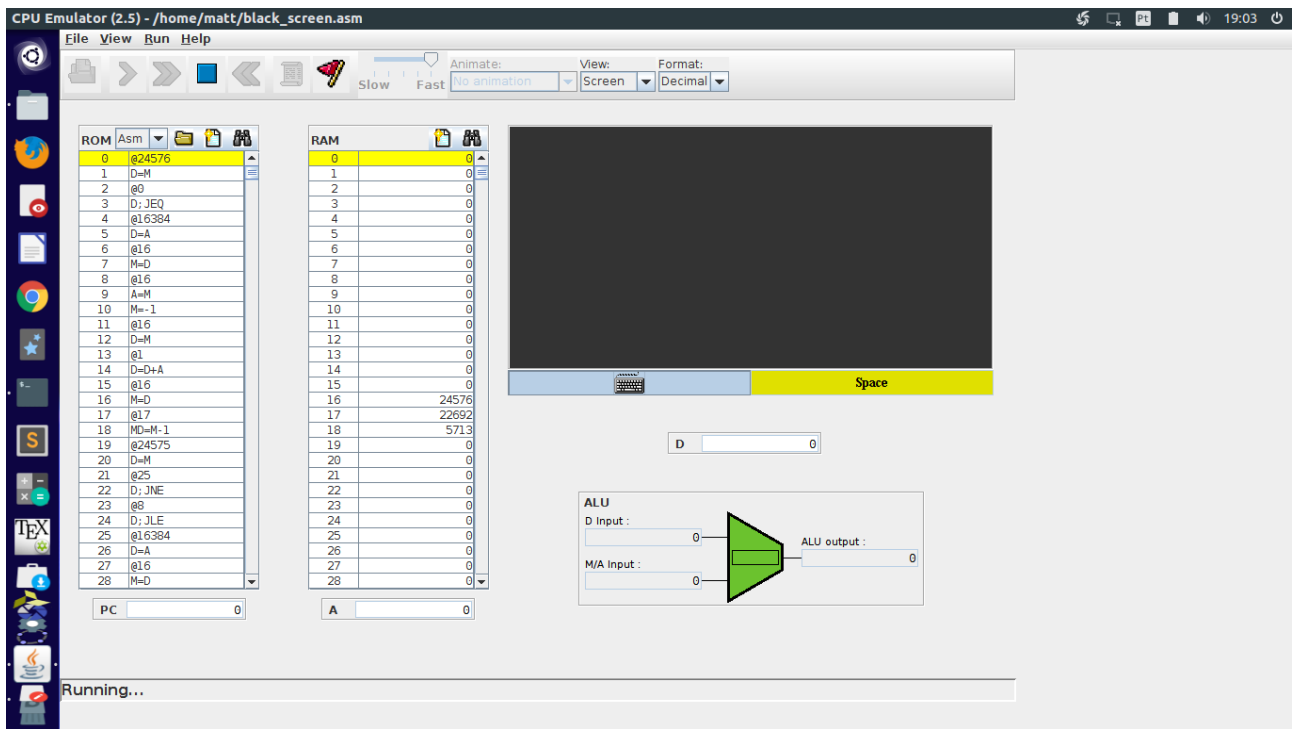 CPU Emulator (2.5) - /home/matt/black_screen.asm
Pt
19:03
File View Run Help
Slow Fast
Animate:
No animation
View:
Screen
Format:
Decimal
ROM Asm
0 @24576
1 D=M
2 @0
3 D;JEQ
4 @16384
5 D=A
6 @16
7 M=D
8 @16
9 A=M
10 M=-1
11 @16
12 D=M
13 @1
14 D=D+A
15 @16
16 M=D
17 @17
18 MD=M-1
19 @24575
20 D=M
21 @25
22 D;JNE
23 @8
24 D;JLE
25 @16384
26 D=A
27 @16
28 M=D
PC 0
RAM
0 0
1 0
2 0
3 0
4 0
5 0
6 0
7 0
8 0
9 0
10 0
11 0
12 0
13 0
14 0
15 0
16 24576
17 22692
18 5713
19 0
20 0
21 0
22 0
23 0
24 0
25 0
26 0
27 0
28 0
A 0
Space
D 0
ALU
D Input :
0
M/A Input :
0
ALU output :
0
S
TEX
Running...